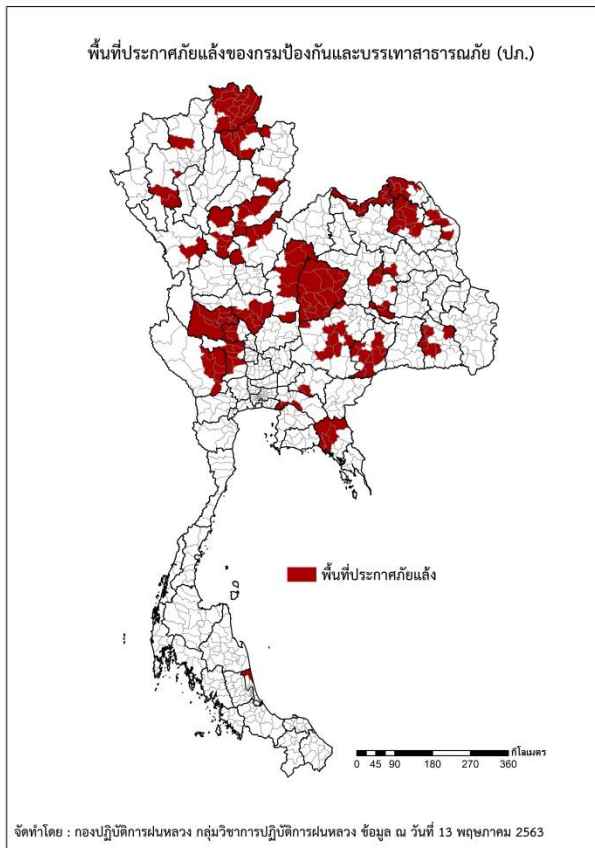 พื้นที่ประกาศภัยแล้งของกรมป้องกันและบรรเทาสาธารณภัย (ปภ.)
พื้นที่ประกาศภัยแล้ง
กิโลเมตร
0 45 90 180 270 360
จัดทำโดย : กองปฏิบัติการฝนหลวง กลุ่มวิชาการปฏิบัติการฝนหลวง ข้อมูล ณ วันที่ 13 พฤษภาคม 2563